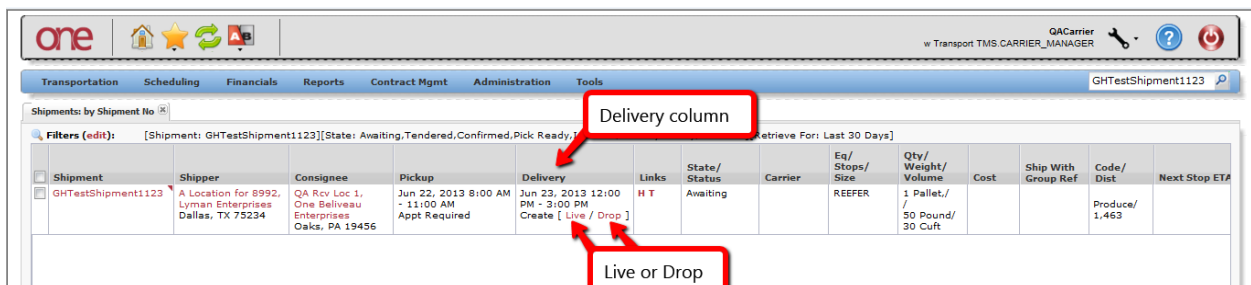 one
QACarrier
w Transport TMS.CARRIER_MANAGER
Transportation Scheduling Financials Reports Contract Mgmt Administration Tools
GHTestShipment1123
Shipments: by Shipment No
Delivery column
Filters (edit): [Shipment: GHTestShipment1123][State: Awaiting,Tendered,Confirmed,Pick Ready, Retrieve For: Last 30 Days]
Eq/ Qty/
State/ Stops/ Weight/ Ship With Code/
Shipment Shipper Consignee Pickup Delivery Links Status Carrier Size Volume Cost Group Ref Dist Next Stop ETA
GHTestShipment1123 A Location for 8992, QA Rcv Loc 1, Jun 22, 2013 8:00 AM Jun 23, 2013 12:00 H T Awaiting REEFER 1 Pallet,/
Lyman Enterprises One Beliveau - 11:00 AM PM - 3:00 PM / Produce/
Dallas, TX 75234 Enterprises Appt Required Create [ Live / Drop ] 50 Pound/ 1,463
Oaks, PA 19456 30 Cuft
Live or Drop